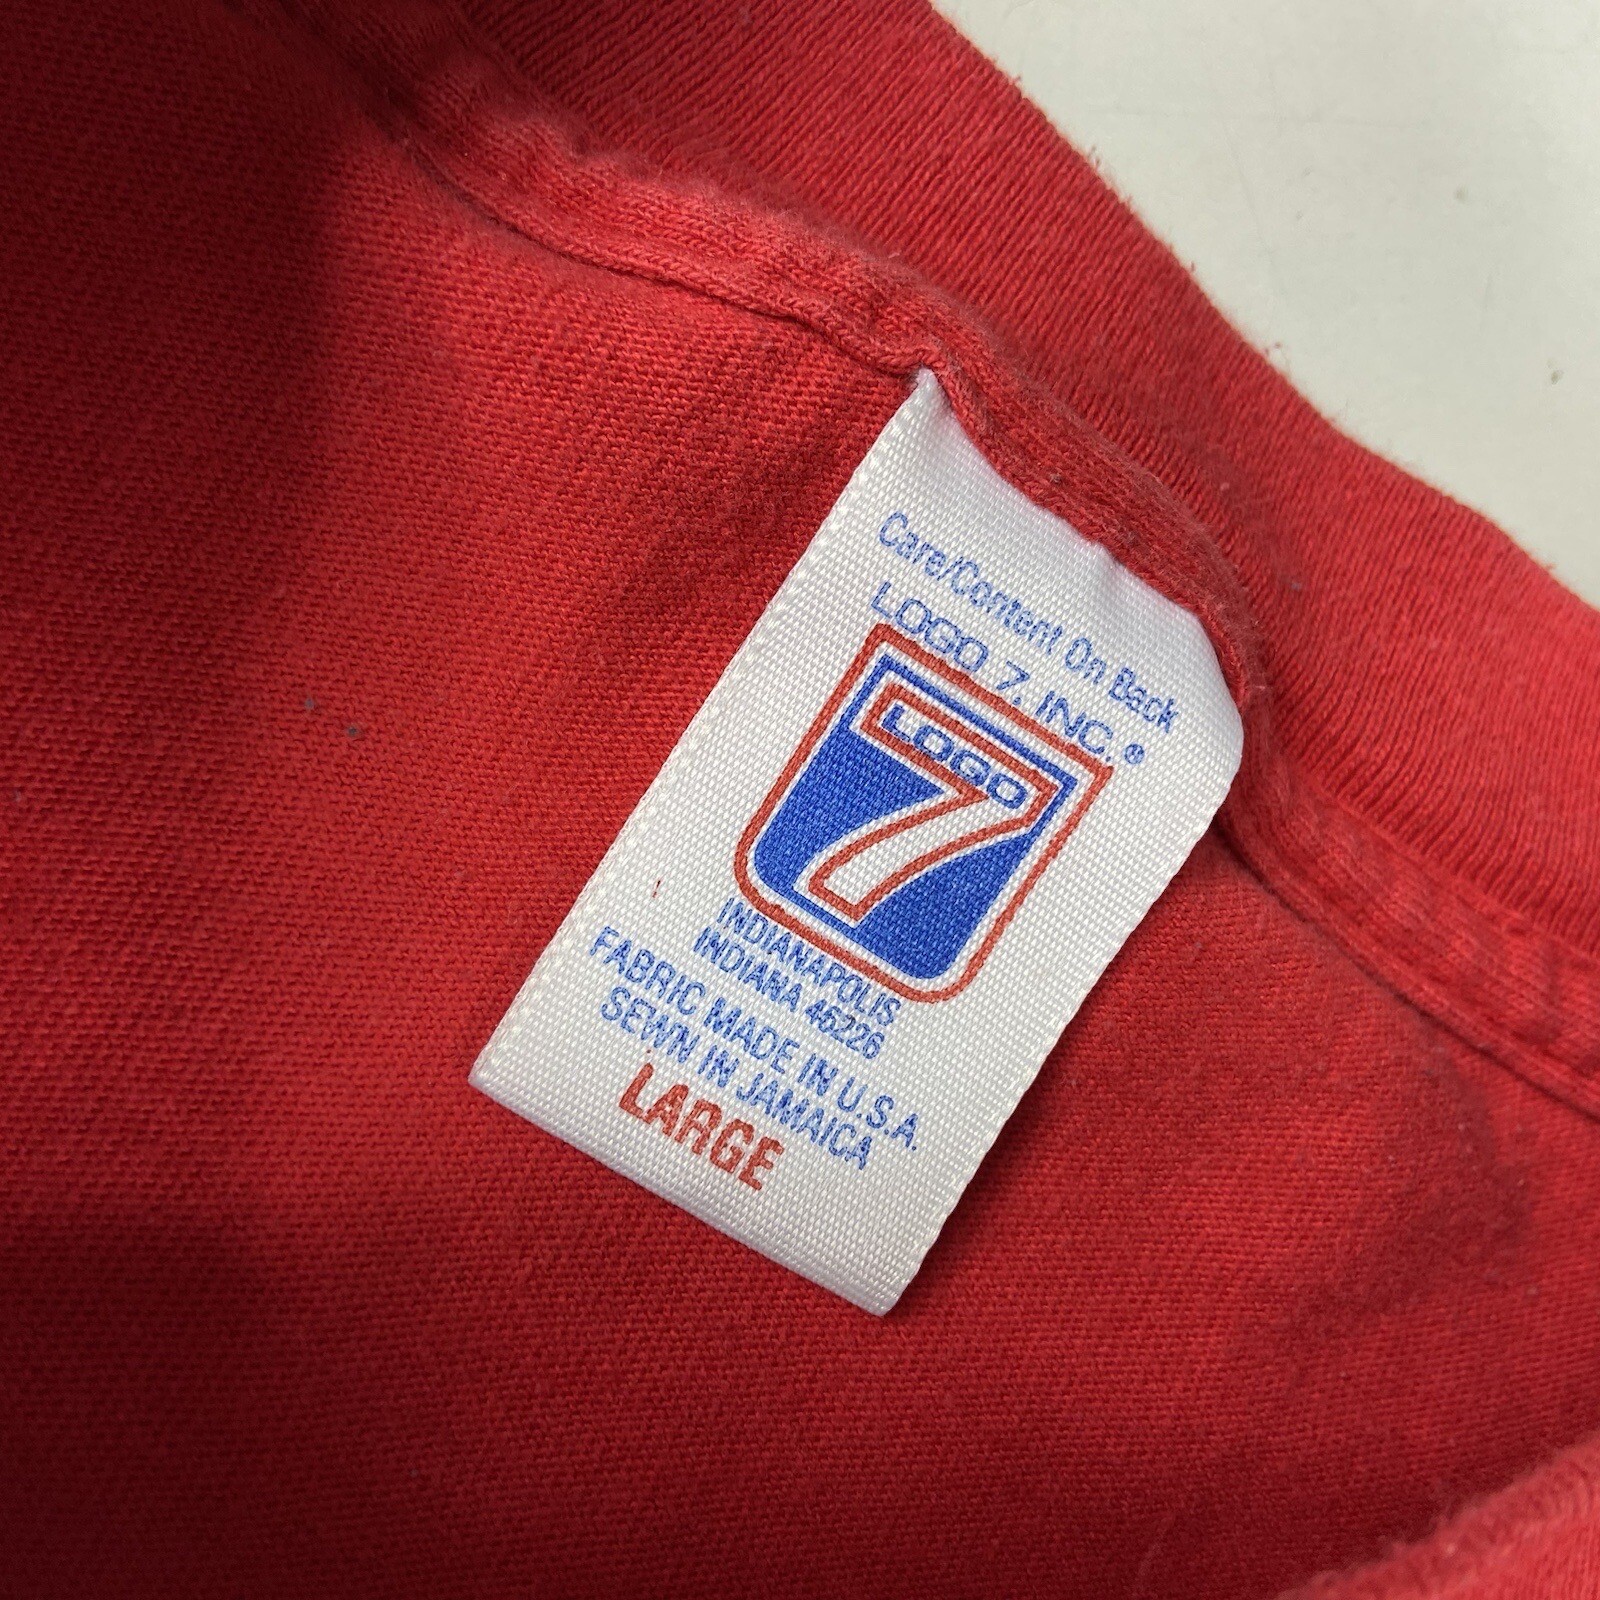 Care/Content On Back
LOGO 7, INC.®
LOGO
7
INDIANAPOLIS
INDIANA 46226
FABRIC MADE IN U.S.A.
SEWN IN JAMAICA
LARGE